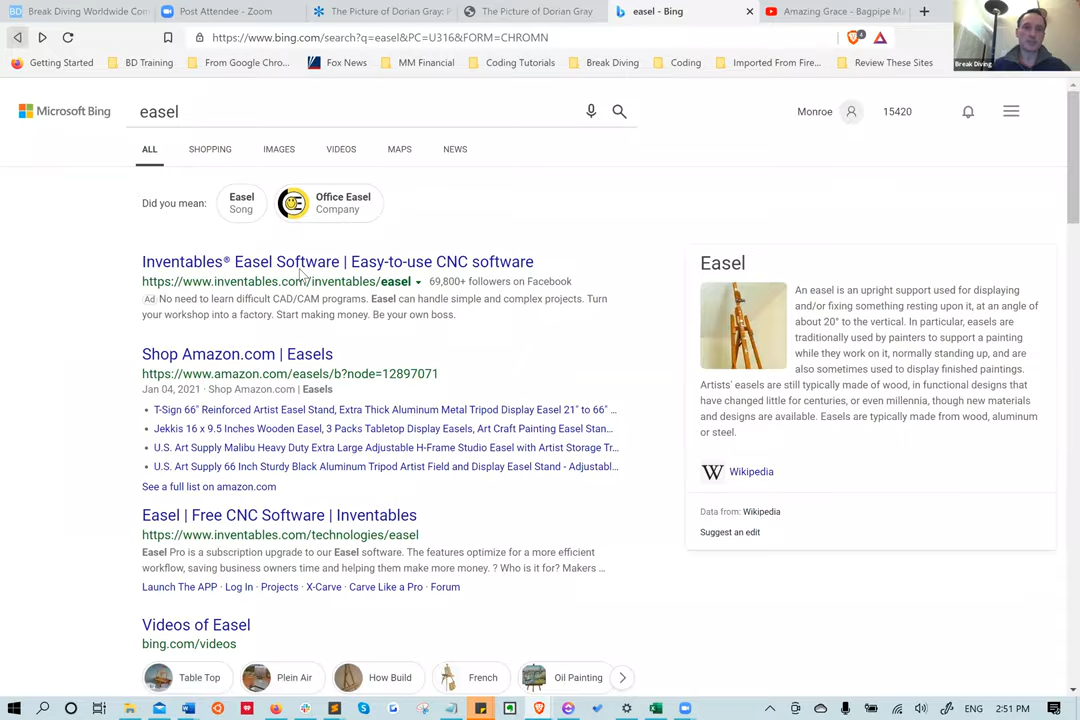 Break Diving Worldwide Com
Post Attendee - Zoom
The Picture of Dorian Gray: P
The Picture of Dorian Gray
easel - Bing
Amazing Grace - Bagpipe Ma
https://www.bing.com/search?q=easel&PC=U316&FORM=CHROMN
Getting Started
BD Training
From Google Chro...
Fox News
MM Financial
Coding Tutorials
Break Diving
Coding
Imported From Fire...
Review These Sites
Break Diving
Microsoft Bing
easel
Monroe
15420
ALL
SHOPPING
IMAGES
VIDEOS
MAPS
NEWS
Did you mean:
Easel
Song
Office Easel
Company
Inventables® Easel Software | Easy-to-use CNC software
https://www.inventables.com/inventables/easel 69,800+ followers on Facebook
Ad No need to learn difficult CAD/CAM programs. Easel can handle simple and complex projects. Turn
your workshop into a factory. Start making money. Be your own boss.
Shop Amazon.com | Easels
https://www.amazon.com/easels/b?node=12897071
Jan 04, 2021 · Shop Amazon.com | Easels
• T-Sign 66" Reinforced Artist Easel Stand, Extra Thick Aluminum Metal Tripod Display Easel 21" to 66" ...
• Jekkis 16 x 9.5 Inches Wooden Easel, 3 Packs Tabletop Display Easels, Art Craft Painting Easel Stan...
• U.S. Art Supply Malibu Heavy Duty Extra Large Adjustable H-Frame Studio Easel with Artist Storage Tr...
• U.S. Art Supply 66 Inch Sturdy Black Aluminum Tripod Artist Field and Display Easel Stand - Adjustabl...
See a full list on amazon.com
Easel | Free CNC Software | Inventables
https://www.inventables.com/technologies/easel
Easel Pro is a subscription upgrade to our Easel software. The features optimize for a more efficient
workflow, saving business owners time and helping them make more money. ? Who is it for? Makers ...
Launch The APP · Log In · Projects · X-Carve · Carve Like a Pro · Forum
Videos of Easel
bing.com/videos
Table Top
Plein Air
How Build
French
Oil Painting
Easel
An easel is an upright support used for displaying
and/or fixing something resting upon it, at an angle of
about 20° to the vertical. In particular, easels are
traditionally used by painters to support a painting
while they work on it, normally standing up, and are
also sometimes used to display finished paintings.
Artists' easels are still typically made of wood, in functional designs that
have changed little for centuries, or even millennia, though new materials
and designs are available. Easels are typically made from wood, aluminum
or steel.
W Wikipedia
Data from: Wikipedia
Suggest an edit
ENG
2:51 PM